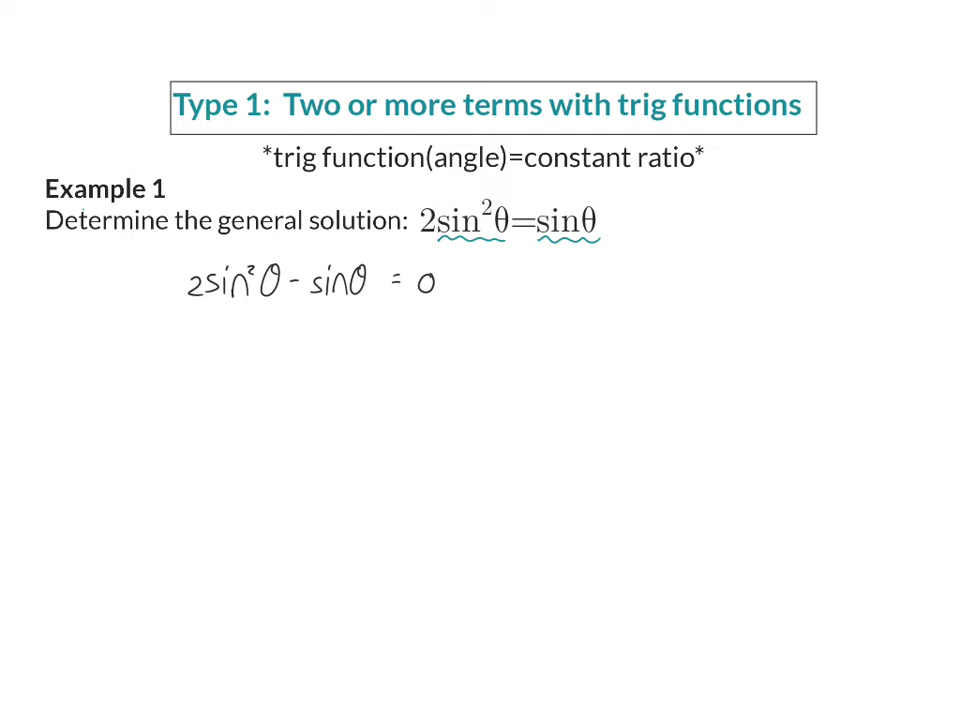 Type 1: Two or more terms with trig functions
*trig function(angle)=constant ratio*
Example 1
Determine the general solution: 2sin²θ=sinθ
2sin²θ - sinθ = 0